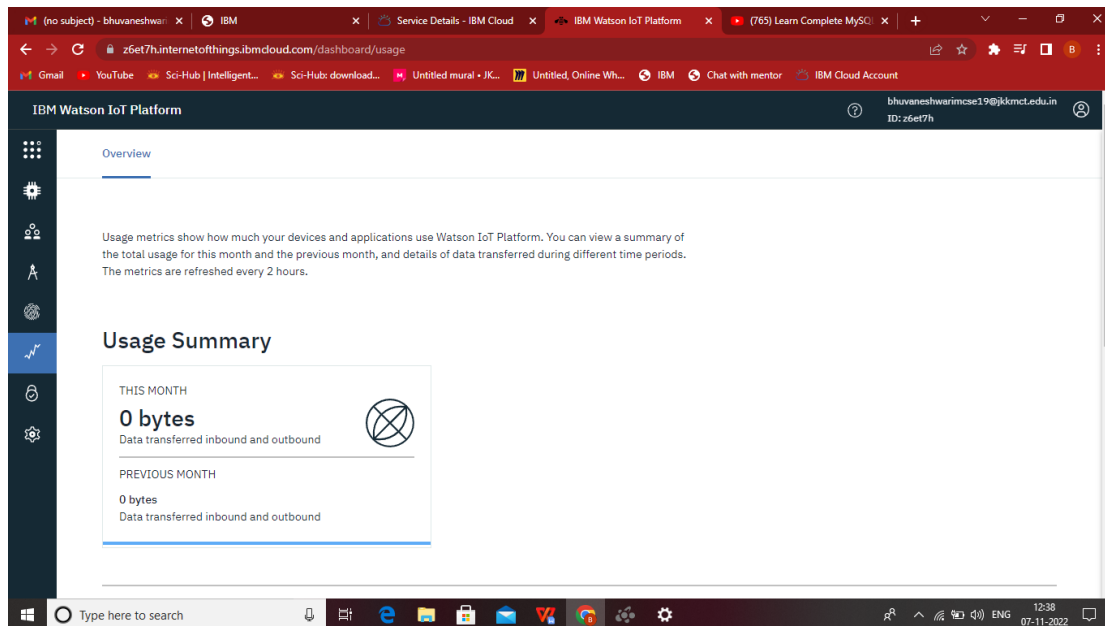 (no subject) - bhuvaneshwari
IBM
Service Details - IBM Cloud
IBM Watson IoT Platform
(765) Learn Complete MySQL
z6et7h.internetofthings.ibmcloud.com/dashboard/usage
B
Gmail
YouTube
Sci-Hub | Intelligent...
Sci-Hub: download...
Untitled mural • JK...
Untitled, Online Wh...
IBM
Chat with mentor
IBM Cloud Account
IBM Watson IoT Platform
bhuvaneshwarimcse19@jkkmct.edu.in
ID: z6et7h
Overview
Usage metrics show how much your devices and applications use Watson IoT Platform. You can view a summary of
the total usage for this month and the previous month, and details of data transferred during different time periods.
The metrics are refreshed every 2 hours.
Usage Summary
THIS MONTH
0 bytes
Data transferred inbound and outbound
PREVIOUS MONTH
0 bytes
Data transferred inbound and outbound
Type here to search
ENG
12:38
07-11-2022